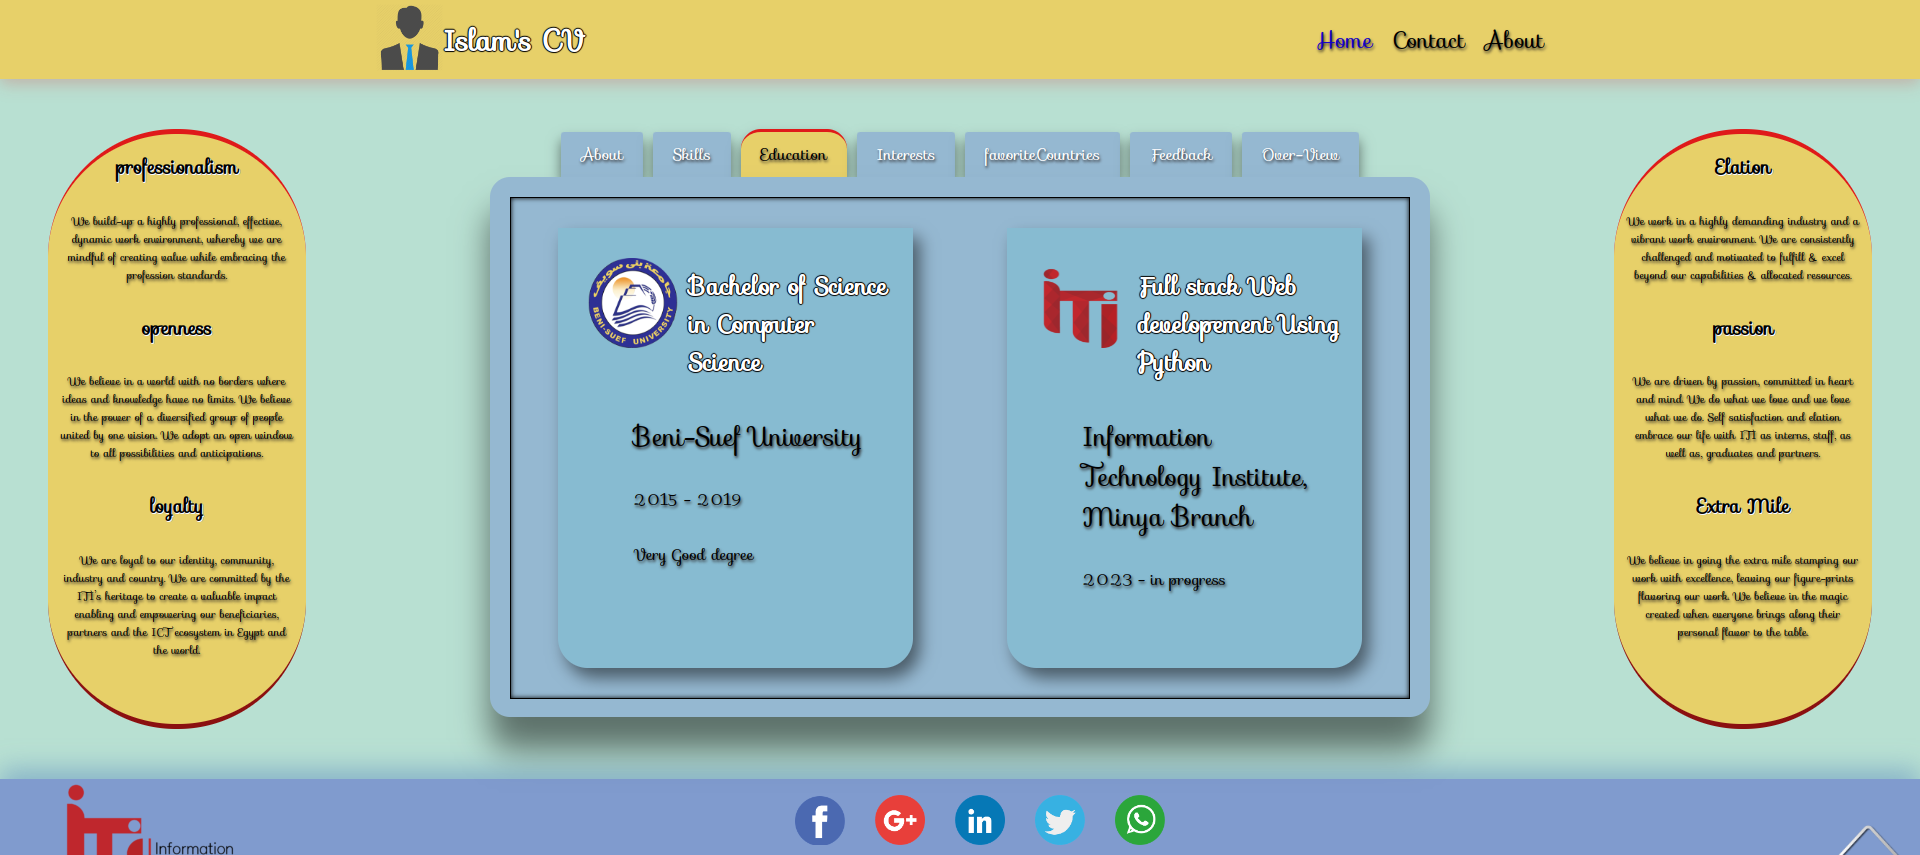 Islam's CV
Home Contact About
About Skills Education Interests favoriteCountries Feedback Over-View
professionalism
We build-up a highly professional, effective,
dynamic work environment, whereby we are
mindful of creating value while embracing the
profession standards.
openness
We believe in a world with no borders where
ideas and knowledge have no limits. We believe
in the power of a diversified group of people
united by one vision. We adopt an open window
to all possibilities and anticipations.
loyalty
We are loyal to our identity, community,
industry and country. We are committed by the
ITI's heritage to create a valuable impact
enabling and empowering our beneficiaries,
partners and the ICT ecosystem in Egypt and
the world.
جامعة بنى سويف
BENI-SUEF UNIVERSITY
Bachelor of Science
in Computer
Science
Beni-Suef University
2015 - 2019
Very Good degree
iTi
Full stack Web
developement Using
Python
Information
Technology Institute,
Minya Branch
2023 - in progress
Elation
We work in a highly demanding industry and a
vibrant work environment. We are consistently
challenged and motivated to fulfill & excel
beyond our capabilities & allocated resources.
passion
We are driven by passion, committed in heart
and mind. We do what we love and we love
what we do. Self satisfaction and elation
embrace our life with ITI as interns, staff, as
well as, graduates and partners.
Extra Mile
We believe in going the extra mile stamping our
work with excellence, leaving our figure-prints
flavoring our work. We believe in the magic
created when everyone brings along their
personal flavor to the table.
iTi
Information
f G+ in